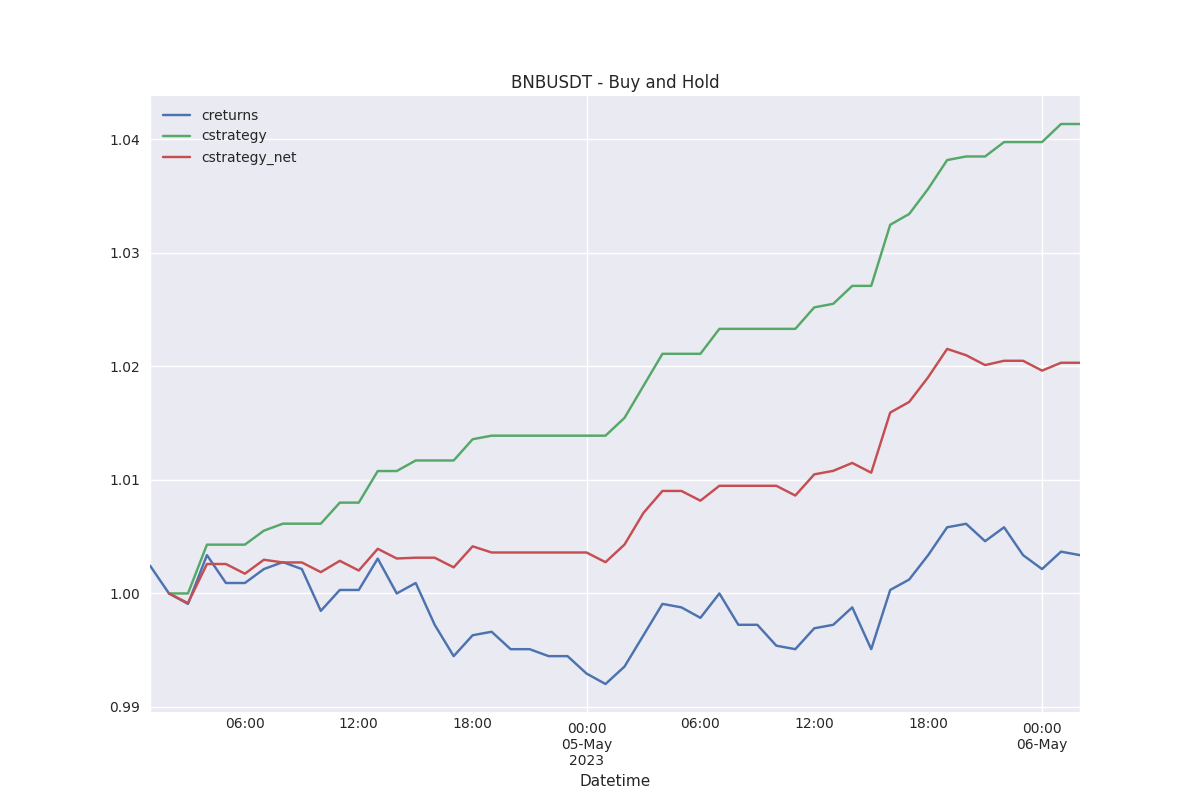 BNBUSDT - Buy and Hold
creturns
cstrategy
cstrategy_net
1.04
1.03
1.02
1.01
1.00
0.99
06:00
12:00
18:00
00:00
05-May
2023
06:00
12:00
18:00
00:00
06-May
Datetime